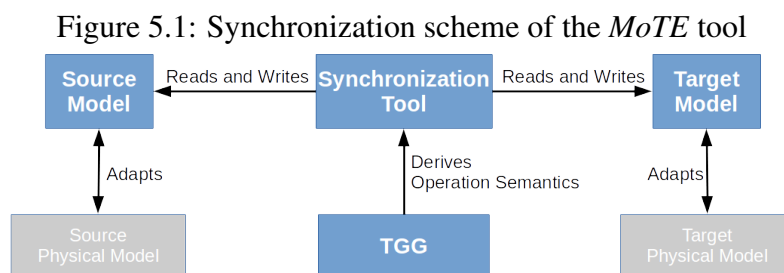 Figure 5.1: Synchronization scheme of the MoTE tool
Source
Model
Reads and Writes
Synchronization
Tool
Reads and Writes
Target
Model
Adapts
Derives
Operation Semantics
Adapts
Source
Physical Model
TGG
Target
Physical Model